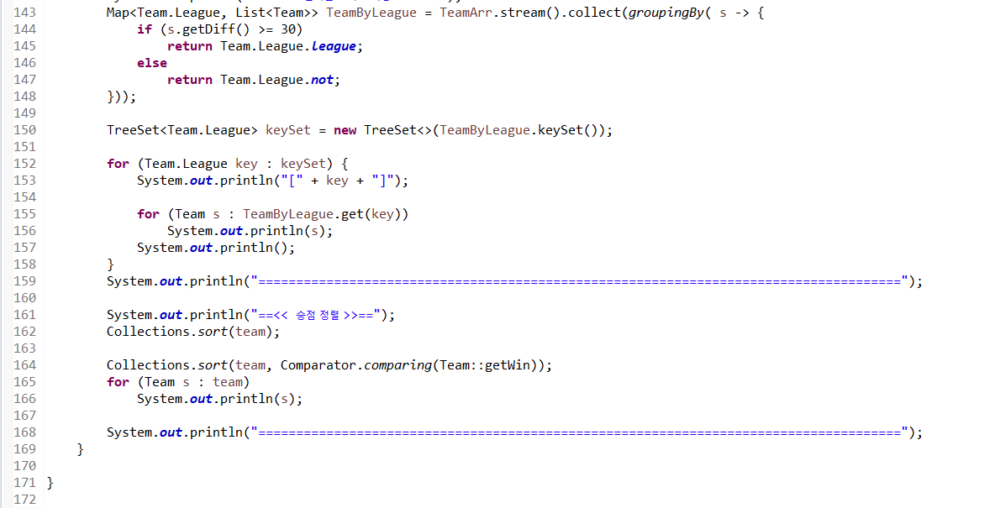 143 Map<Team.League, List<Team>> TeamByLeague = TeamArr.stream().collect(groupingBy( s -> {
144 if (s.getDiff() >= 30)
145 return Team.League.league;
146 else
147 return Team.League.not;
148 }));
149
150 TreeSet<Team.League> keySet = new TreeSet<>(TeamByLeague.keySet());
151
152 for (Team.League key : keySet) {
153 System.out.println("[" + key + "]");
154
155 for (Team s : TeamByLeague.get(key))
156 System.out.println(s);
157 System.out.println();
158 }
159 System.out.println("=====================================================================================");
160
161 System.out.println("==<< 승점 정렬 >>==");
162 Collections.sort(team);
163
164 Collections.sort(team, Comparator.comparing(Team::getWin));
165 for (Team s : team)
166 System.out.println(s);
167
168 System.out.println("=====================================================================================");
169 }
170
171 }
172